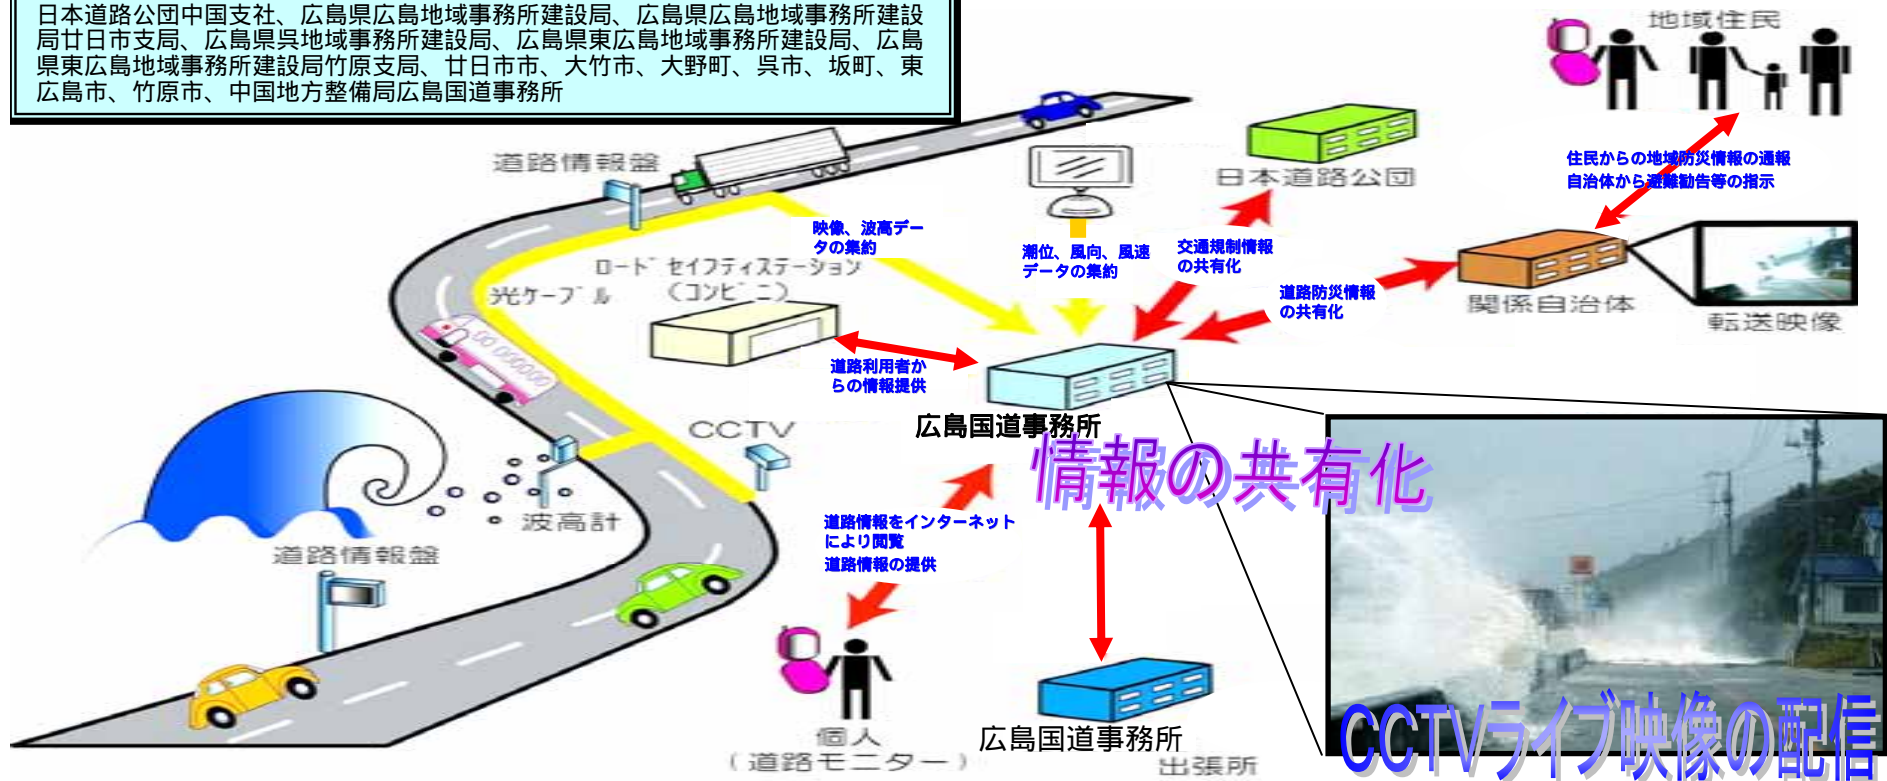 日本道路公団中国支社、広島県広島地域事務所建設局、広島県広島地域事務所建設
局廿日市支局、広島県呉地域事務所建設局、広島県東広島地域事務所建設局、広島
県東広島地域事務所建設局竹原支局、廿日市市、大竹市、大野町、呉市、坂町、東
広島市、竹原市、中国地方整備局広島国道事務所
地域住民
道路情報盤
日本道路公団
住民からの地域防災情報の通報
自治体から避難勧告等の指示
映像、波高デー
タの集約
潮位、風向、風速
データの集約
交通規制情報
の共有化
道路防災情報
の共有化
関係自治体
転送映像
ロードセイフティステーション
(コンビニ)
光ケーブル
道路利用者か
らの情報提供
広島国道事務所
情報の共有化
CCTV
波高計
道路情報盤
道路情報をインターネット
により閲覧
道路情報の提供
個人
(道路モニター)
広島国道事務所
出張所
CCTVライブ映像の配信